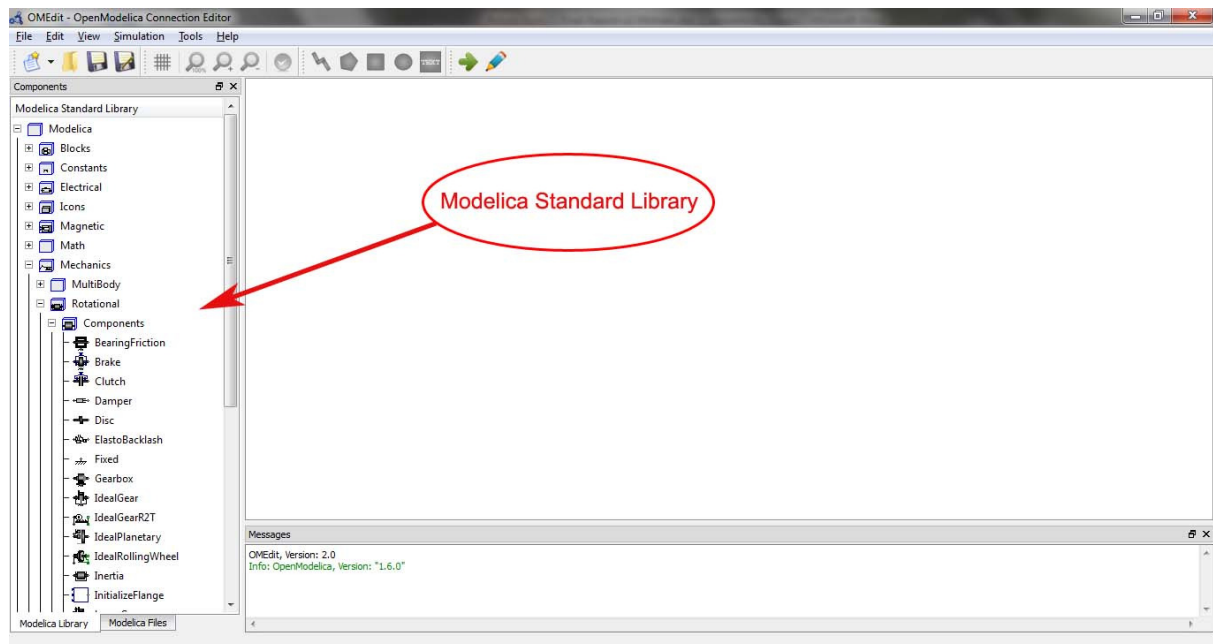 OMEdit - OpenModelica Connection Editor
File Edit View Simulation Tools Help
100%
TEXT
Components
Modelica Standard Library
Modelica
Blocks
Constants
Electrical
Icons
Magnetic
Math
Mechanics
MultiBody
Rotational
Components
BearingFriction
Brake
Clutch
Damper
Disc
ElastoBacklash
Fixed
Gearbox
IdealGear
IdealGearR2T
IdealPlanetary
IdealRollingWheel
Inertia
InitializeFlange
Modelica Library Modelica Files
Modelica Standard Library
Messages
OMEdit, Version: 2.0
Info: OpenModelica, Version: "1.6.0"